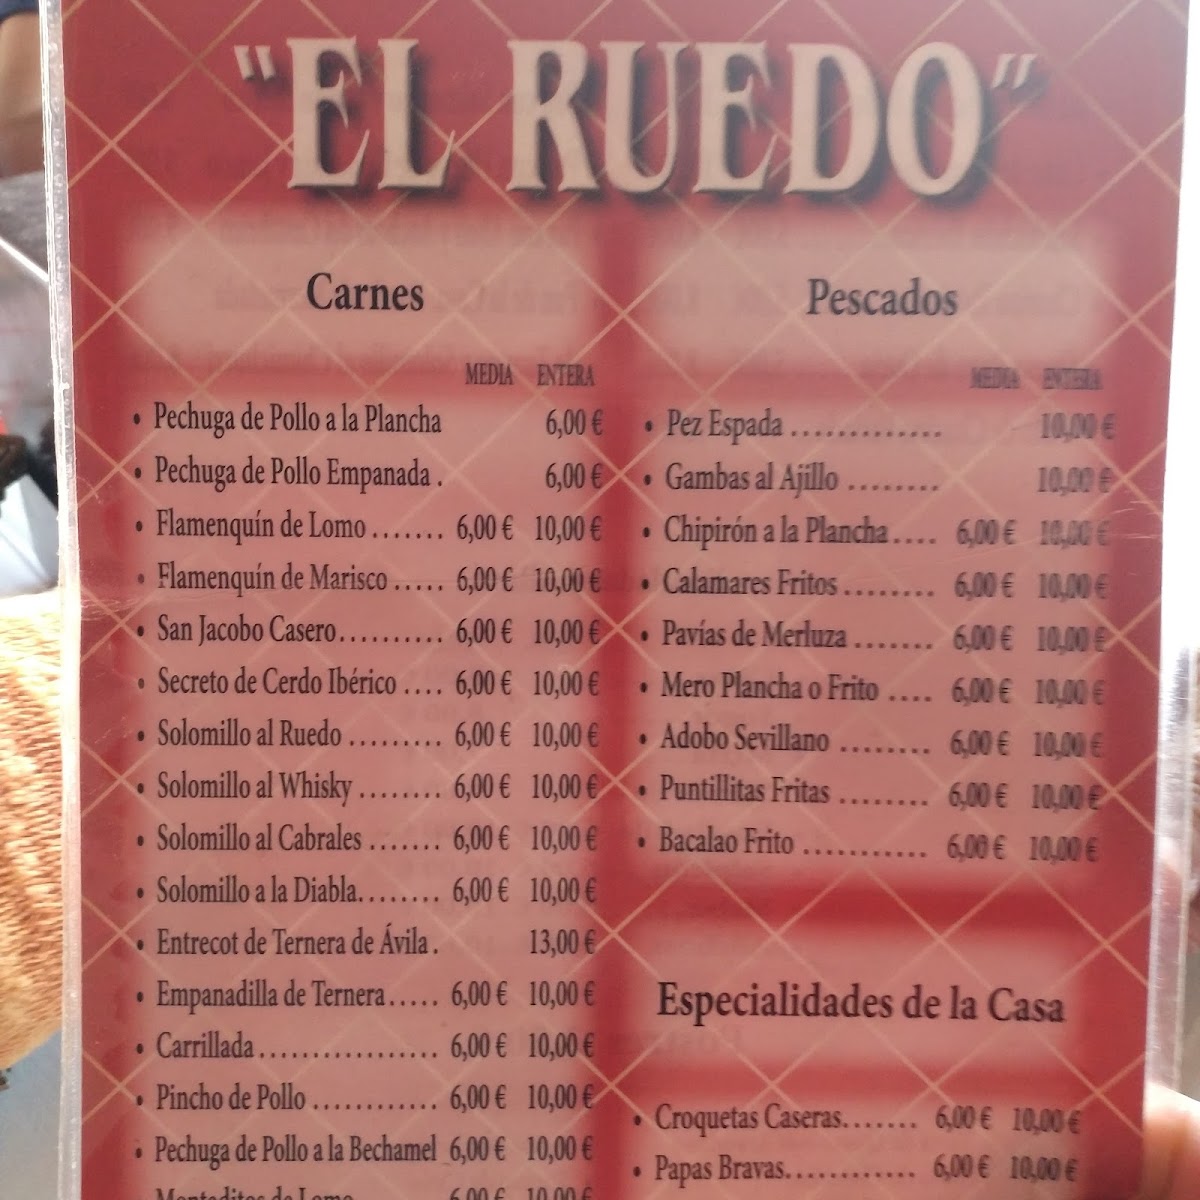 "EL RUEDO"
Carnes
MEDIA ENTERA
• Pechuga de Pollo a la Plancha 6,00 €
• Pechuga de Pollo Empanada . 6,00 €
• Flamenquín de Lomo ....... 6,00 € 10,00 €
• Flamenquín de Marisco ..... 6,00 € 10,00 €
• San Jacobo Casero.......... 6,00 € 10,00 €
• Secreto de Cerdo Ibérico .... 6,00 € 10,00 €
• Solomillo al Ruedo ......... 6,00 € 10,00 €
• Solomillo al Whisky ........ 6,00 € 10,00 €
• Solomillo al Cabrales ....... 6,00 € 10,00 €
• Solomillo a la Diabla........ 6,00 € 10,00 €
• Entrecot de Ternera de Ávila . 13,00 €
• Empanadilla de Ternera..... 6,00 € 10,00 €
• Carrillada.................. 6,00 € 10,00 €
• Pincho de Pollo ............ 6,00 € 10,00 €
• Pechuga de Pollo a la Bechamel 6,00 € 10,00 €
Montaditos de Lomo 6,00 € 10,00 €
Pescados
MEDIA ENTERA
• Pez Espada ............. 10,00 €
• Gambas al Ajillo ........ 10,00 €
• Chipirón a la Plancha.... 6,00 € 10,00 €
• Calamares Fritos........ 6,00 € 10,00 €
• Pavías de Merluza ....... 6,00 € 10,00 €
• Mero Plancha o Frito .... 6,00 € 10,00 €
• Adobo Sevillano ........ 6,00 € 10,00 €
• Puntillitas Fritas ........ 6,00 € 10,00 €
• Bacalao Frito ........... 6,00 € 10,00 €
Especialidades de la Casa
• Croquetas Caseras....... 6,00 € 10,00 €
• Papas Bravas............ 6,00 € 10,00 €